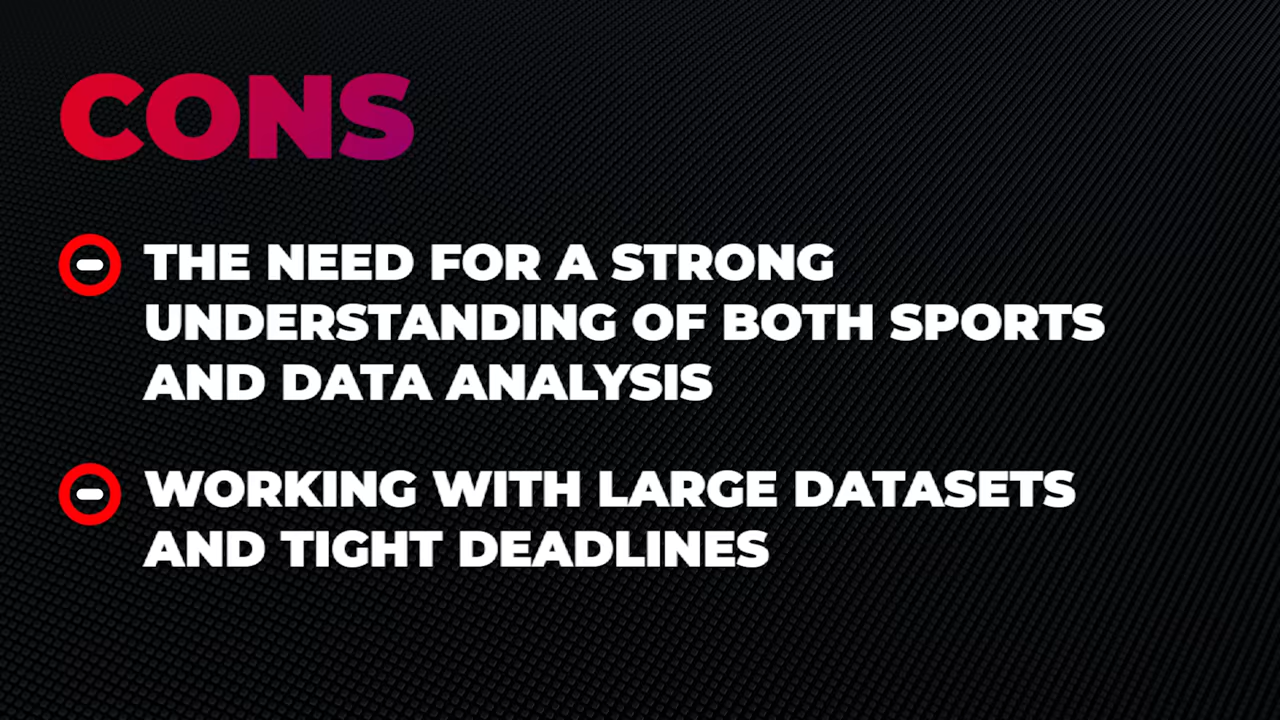 CONS
THE NEED FOR A STRONG
UNDERSTANDING OF BOTH SPORTS
AND DATA ANALYSIS
WORKING WITH LARGE DATASETS
AND TIGHT DEADLINES